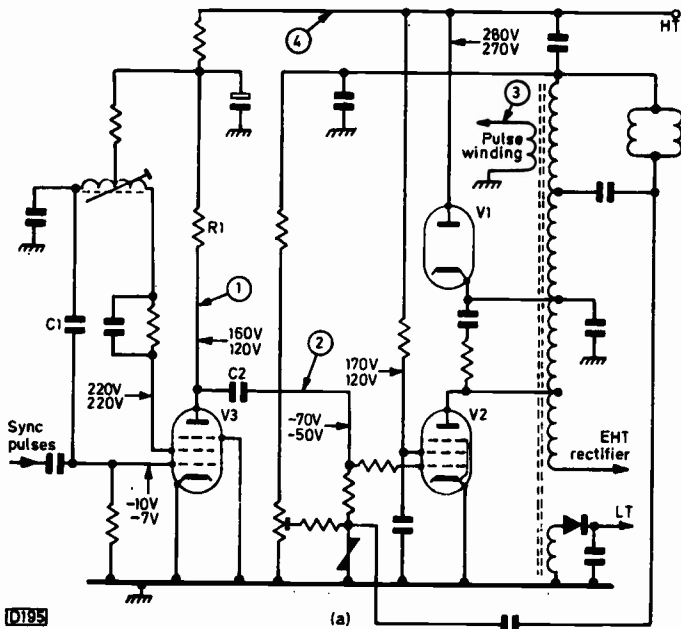 4
HT
280V
270V
3
Pulse
winding
V1
R1
1
C1
160V
120V
C2
2
170V
120V
220V
220V
V3
-70V
-50V
V2
Sync
pulses
EHT
rectifier
-10V
-7V
LT
D195
(a)